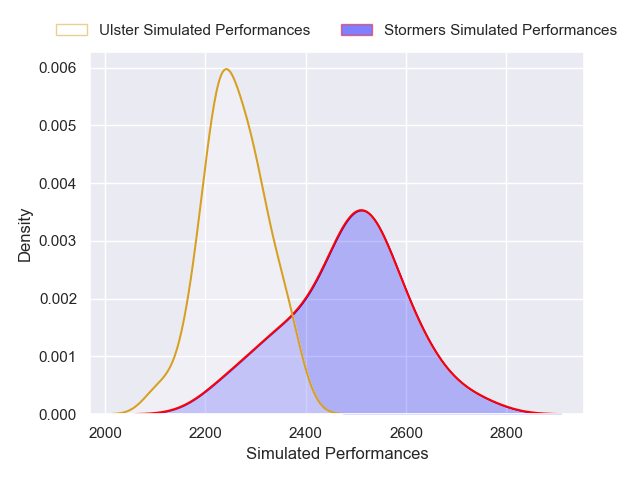 Ulster Simulated Performances
Stormers Simulated Performances
0.006
0.005
0.004
0.003
0.002
0.001
0.000
Density
2000 2200 2400 2600 2800
Simulated Performances